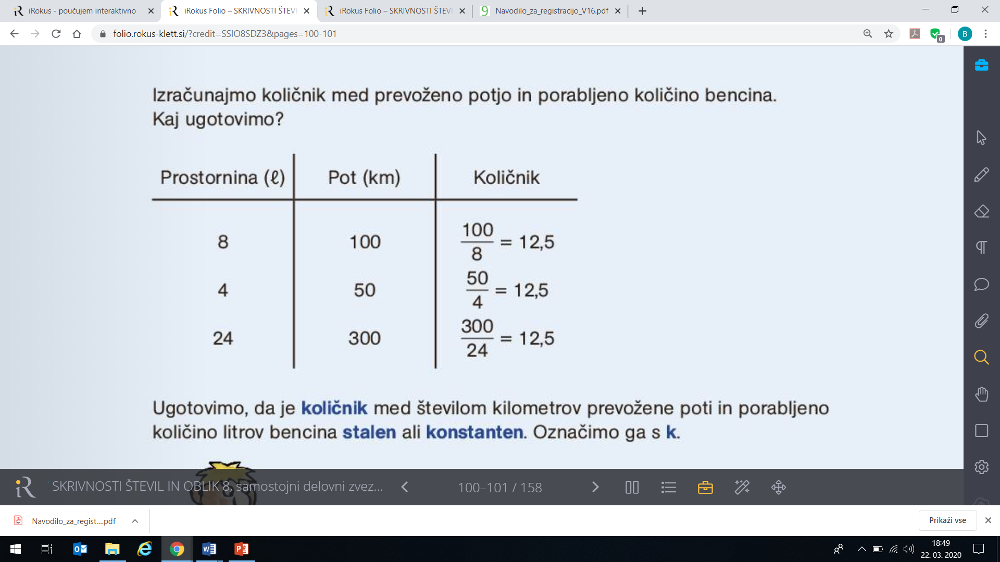 iRokus - poučujem interaktivno
iRokus Folio – SKRIVNOSTI ŠTEVI
iRokus Folio – SKRIVNOSTI ŠTEVI
Navodilo_za_registracijo_V16.pdf
folio.rokus-klett.si/?credit=SSIO8SDZ3&pages=100-101
0
B
Izračunajmo količnik med prevoženo potjo in porabljeno količino bencina.
Kaj ugotovimo?
Prostornina (ℓ) Pot (km) Količnik
8 100 100/8 = 12,5
4 50 50/4 = 12,5
24 300 300/24 = 12,5
Ugotovimo, da je količnik med številom kilometrov prevožene poti in porabljeno
količino litrov bencina stalen ali konstanten. Označimo ga s k.
iR SKRIVNOSTI ŠTEVIL IN OBLIK 8, samostojni delovni zvez... 100–101 / 158
Navodilo_za_regist....pdf
Prikaži vse
18:49
22. 03. 2020